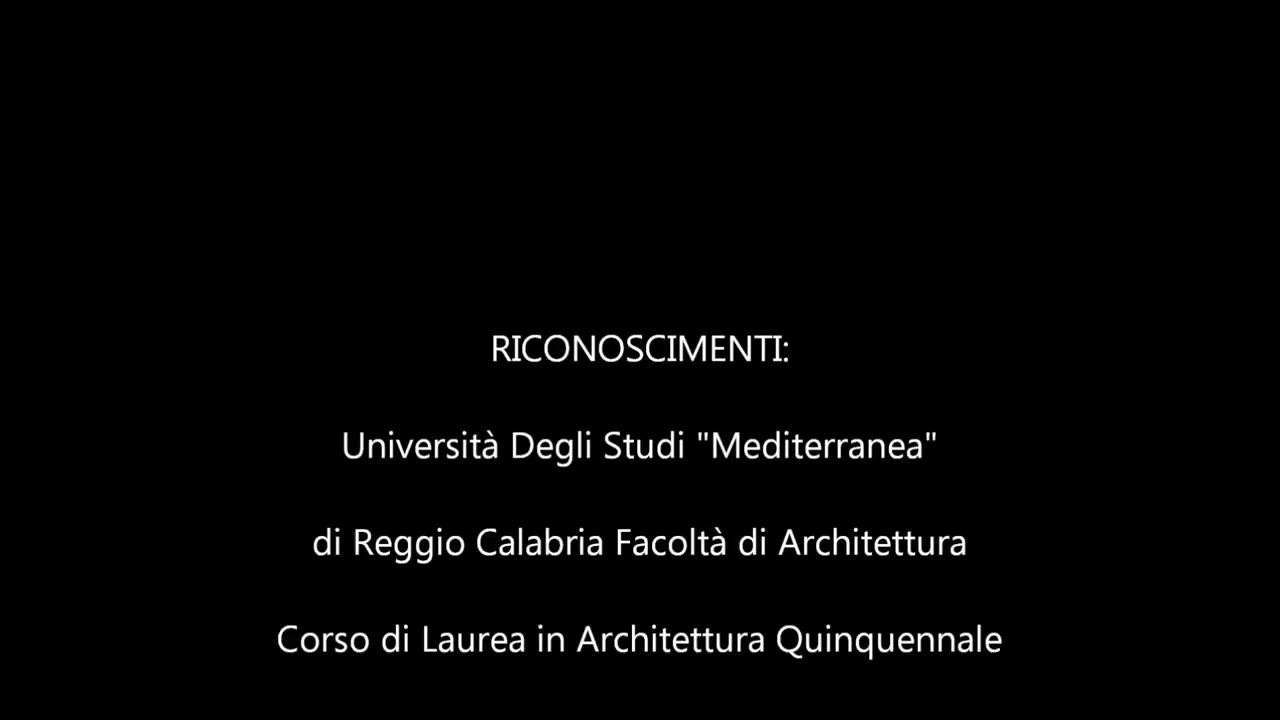 RICONOSCIMENTI:
Università Degli Studi "Mediterranea"
di Reggio Calabria Facoltà di Architettura
Corso di Laurea in Architettura Quinquennale